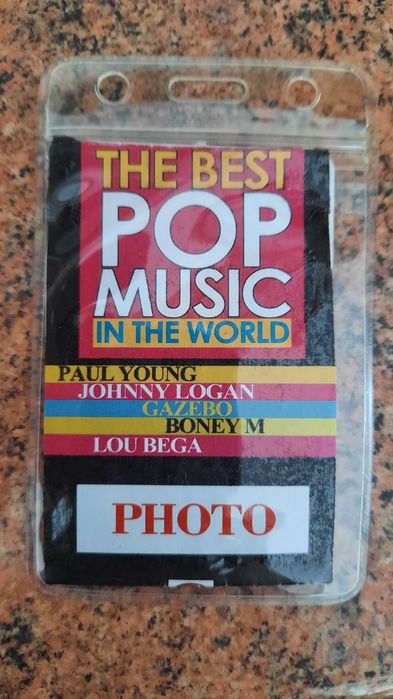 THE BEST
POP
MUSIC
IN THE WORLD
PAUL YOUNG
JOHNNY LOGAN
GAZEBO
BONEY M
LOU BEGA
PHOTO